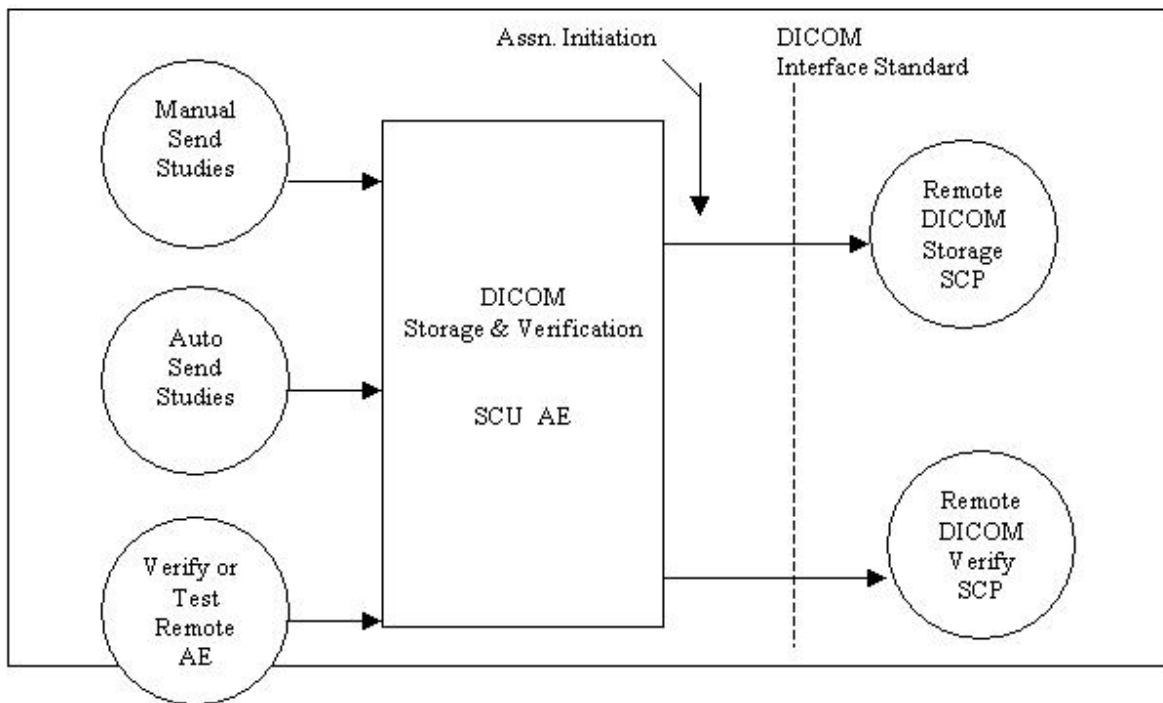 Assn. Initiation
DICOM
Interface Standard
Manual
Send
Studies
Auto
Send
Studies
Verify or
Test
Remote
AE
DICOM
Storage & Verification
SCU AE
Remote
DICOM
Storage
SCP
Remote
DICOM
Verify
SCP